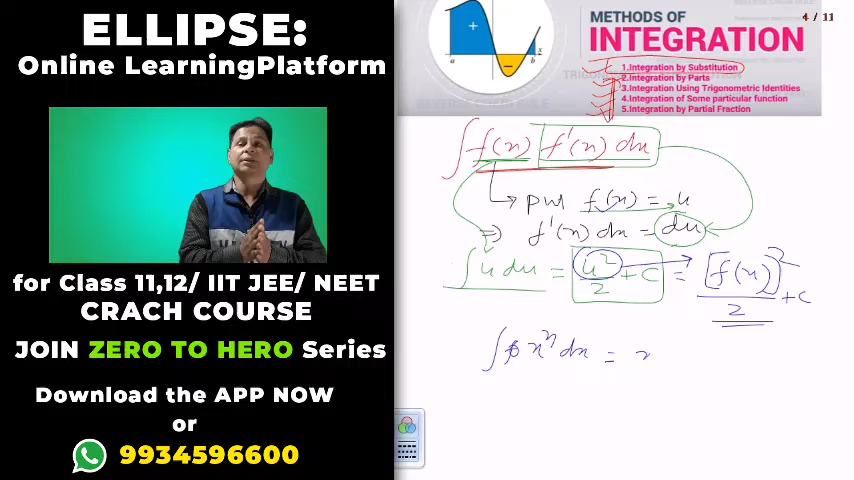 ELLIPSE:
Online LearningPlatform
for Class 11,12/ IIT JEE/ NEET
CRACH COURSE
JOIN ZERO TO HERO Series
Download the APP NOW
or
9934596600
4 / 11
METHODS OF
INTEGRATION
1.Integration by Substitution
2.Integration by Parts
3.Integration Using Trigonometric Identities
4.Integration of Some particular function
5.Integration by Partial Fraction
+
−
a
b
x
∫ f(x) f'(x) dx
→ put f(x) = u
⇒ f'(x) dx = du
∫ u du = u²/2 + c = [f(x)]²/2 + c
∫ xⁿ dx = x